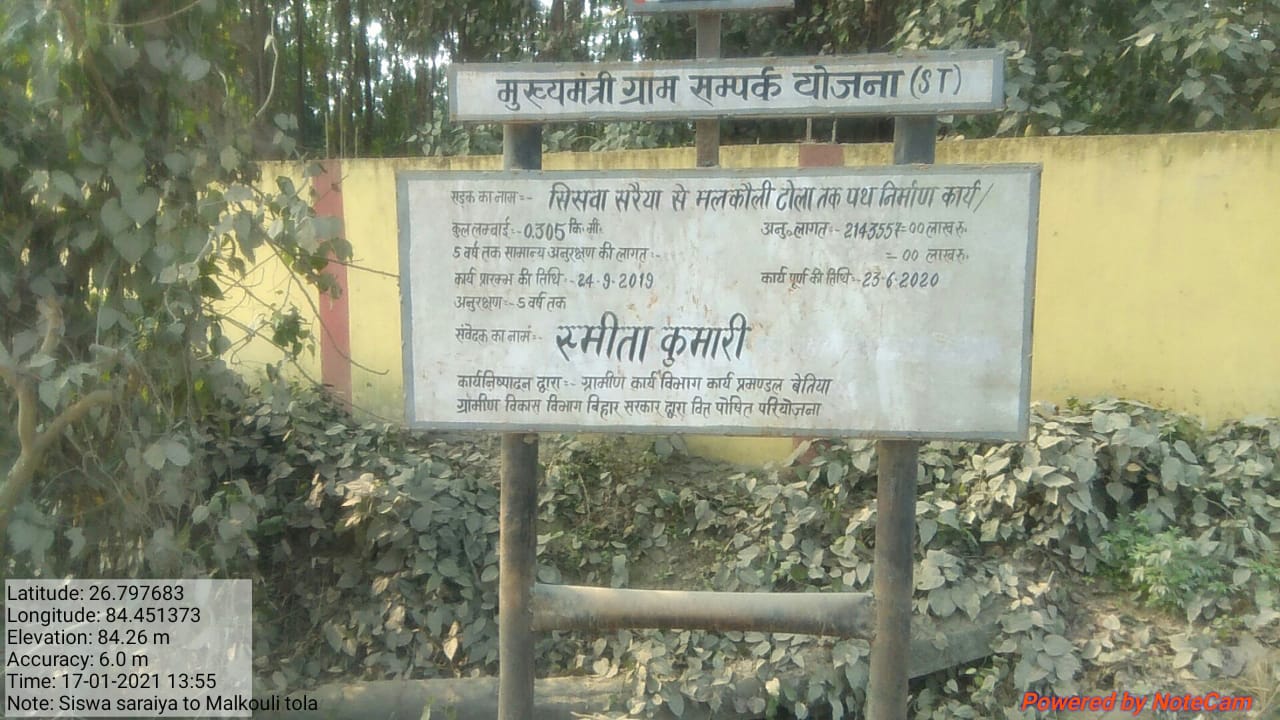 मुख्यमंत्री ग्राम सम्पर्क योजना (ST)
सड़क का नाम :- सिसवा सरैया से मलकौली टोला तक पथ निर्माण कार्य/
कुल लम्बाई :- 0.305 कि.मी. अनु० लागत :- 2143557=00 लाख रु.
5 वर्ष तक सामान्य अनुरक्षण की लागत :- = 00 लाख रु.
कार्य प्रारम्भ की तिथि :- 24.9.2019 कार्य पूर्ण की तिथि :- 23.6.2020
अनुरक्षण :- 5 वर्ष तक
संवेदक का नाम :- स्मीता कुमारी
कार्यनिष्पादन द्वारा :- ग्रामीण कार्य विभाग कार्य प्रमण्डल बेतिया
ग्रामीण विकास विभाग बिहार सरकार द्वारा वित पोषित परियोजना
Latitude: 26.797683
Longitude: 84.451373
Elevation: 84.26 m
Accuracy: 6.0 m
Time: 17-01-2021 13:55
Note: Siswa saraiya to Malkouli tola
Powered by NoteCam